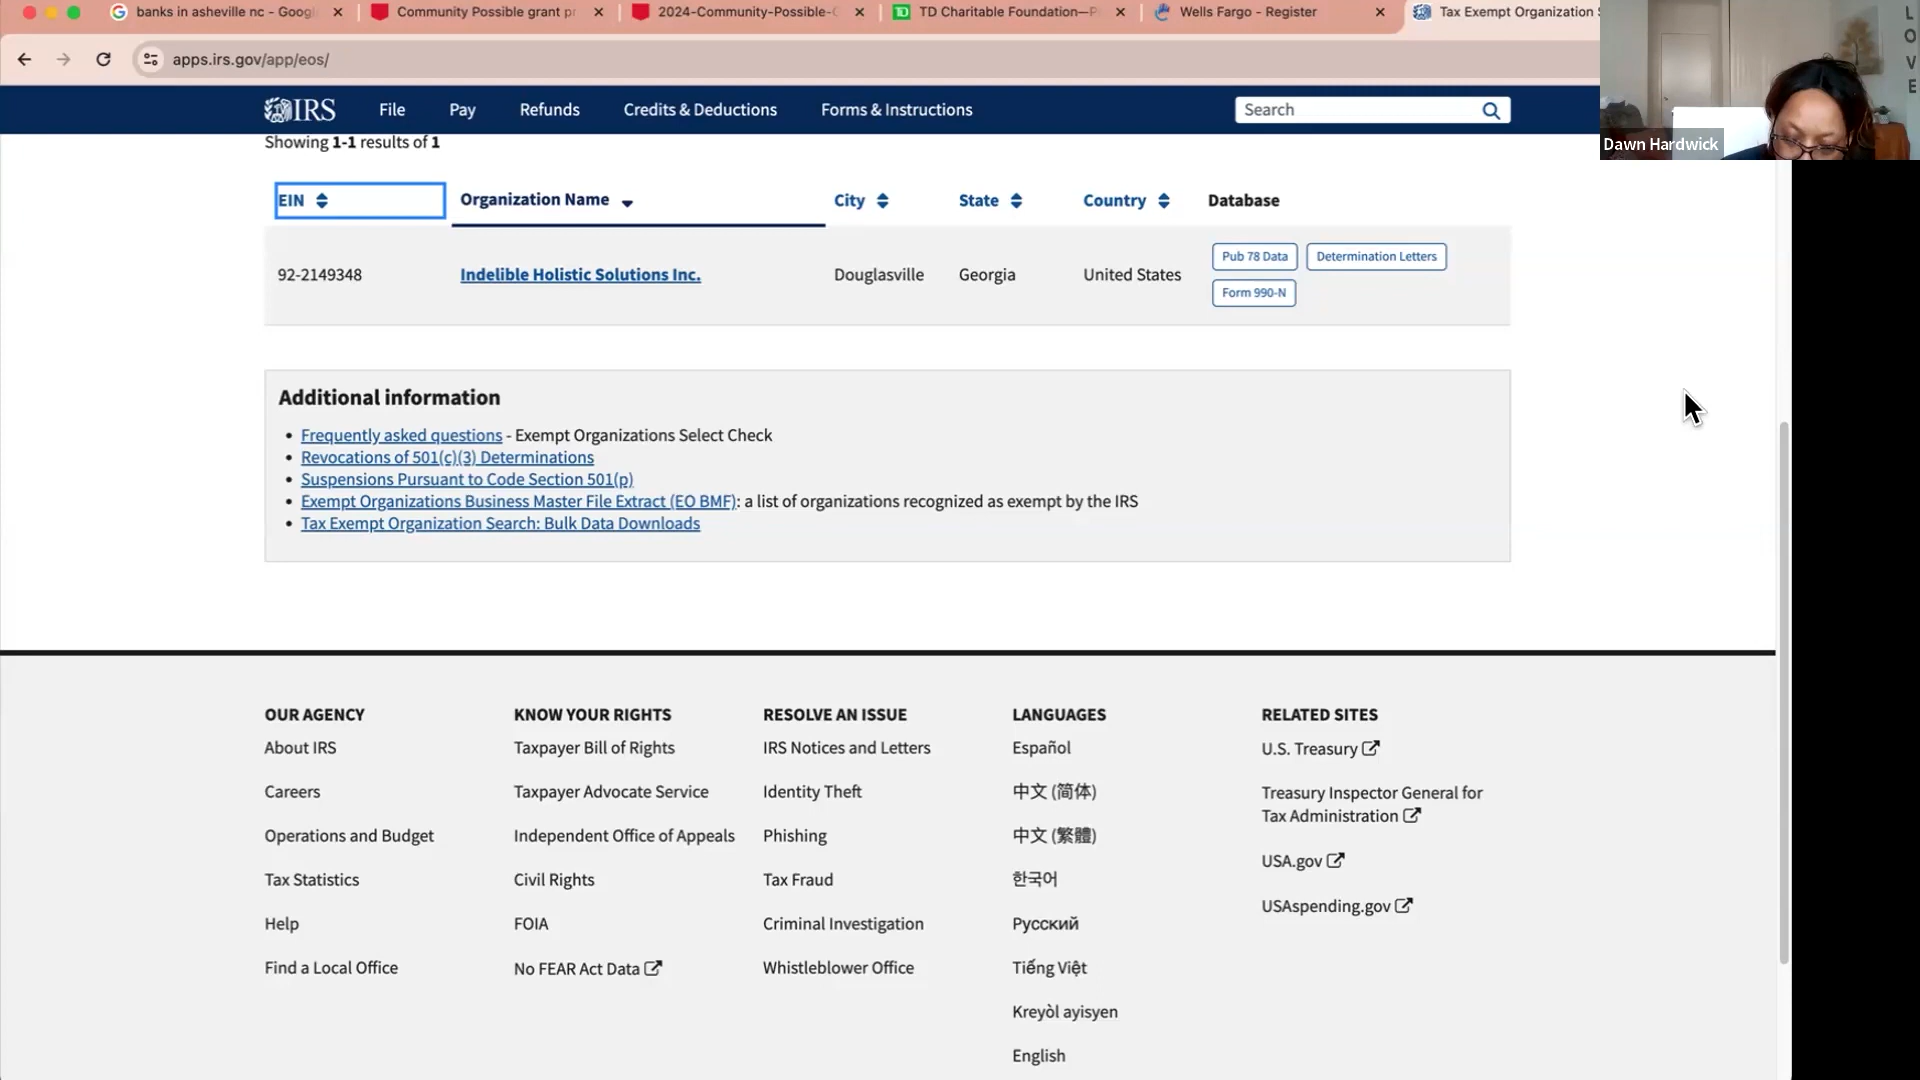 banks in asheville nc - Goog
Community Possible grant p
2024-Community-Possible-
TD Charitable Foundation—P
Wells Fargo - Register
Tax Exempt Organization S
apps.irs.gov/app/eos/
LOVE
Dawn Hardwick
IRS
File
Pay
Refunds
Credits & Deductions
Forms & Instructions
Search
Showing 1-1 results of 1
EIN
Organization Name
City
State
Country
Database
92-2149348
Indelible Holistic Solutions Inc.
Douglasville
Georgia
United States
Pub 78 Data
Determination Letters
Form 990-N
Additional information
Frequently asked questions - Exempt Organizations Select Check
Revocations of 501(c)(3) Determinations
Suspensions Pursuant to Code Section 501(p)
Exempt Organizations Business Master File Extract (EO BMF): a list of organizations recognized as exempt by the IRS
Tax Exempt Organization Search: Bulk Data Downloads
OUR AGENCY
About IRS
Careers
Operations and Budget
Tax Statistics
Help
Find a Local Office
KNOW YOUR RIGHTS
Taxpayer Bill of Rights
Taxpayer Advocate Service
Independent Office of Appeals
Civil Rights
FOIA
No FEAR Act Data
RESOLVE AN ISSUE
IRS Notices and Letters
Identity Theft
Phishing
Tax Fraud
Criminal Investigation
Whistleblower Office
LANGUAGES
Español
中文 (简体)
中文 (繁體)
한국어
Русский
Tiếng Việt
Kreyòl ayisyen
English
RELATED SITES
U.S. Treasury
Treasury Inspector General for
Tax Administration
USA.gov
USAspending.gov